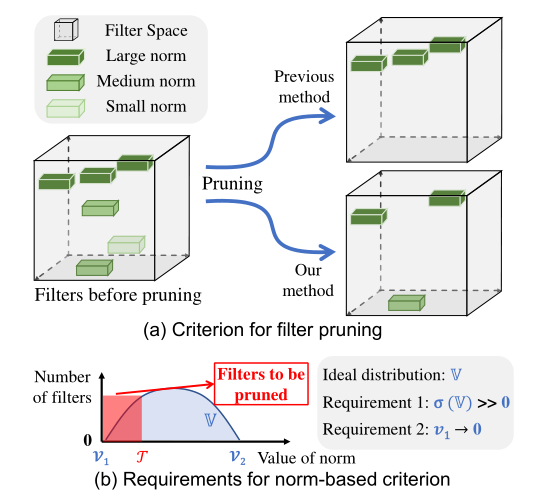 Filter Space
Large norm
Medium norm
Small norm
Previous
method
Pruning
Our
method
Filters before pruning
(a) Criterion for filter pruning
Number
of filters
Filters to be
pruned
𝕍
0
𝒱₁
𝒯
𝒱₂
Value of norm
Ideal distribution: 𝕍
Requirement 1: σ (𝕍) >> 0
Requirement 2: 𝓋₁ → 0
(b) Requirements for norm-based criterion